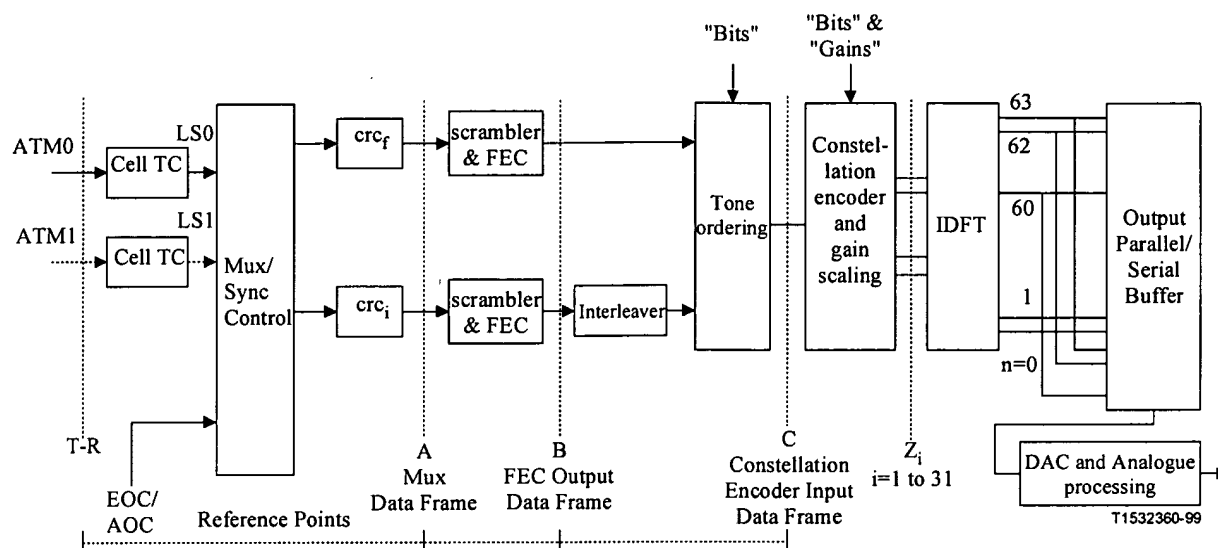 "Bits"
"Bits" &
"Gains"
ATM0
Cell TC
LS0
ATM1
Cell TC
LS1
Mux/
Sync
Control
crcf
crci
scrambler
& FEC
scrambler
& FEC
Interleaver
Tone
ordering
Constel-
lation
encoder
and
gain
scaling
IDFT
63
62
60
1
n=0
Output
Parallel/
Serial
Buffer
T-R
EOC/
AOC
Reference Points
A
Mux
Data Frame
B
FEC Output
Data Frame
C
Constellation
Encoder Input
Data Frame
Zi
i=1 to 31
DAC and Analogue
processing
T1532360-99